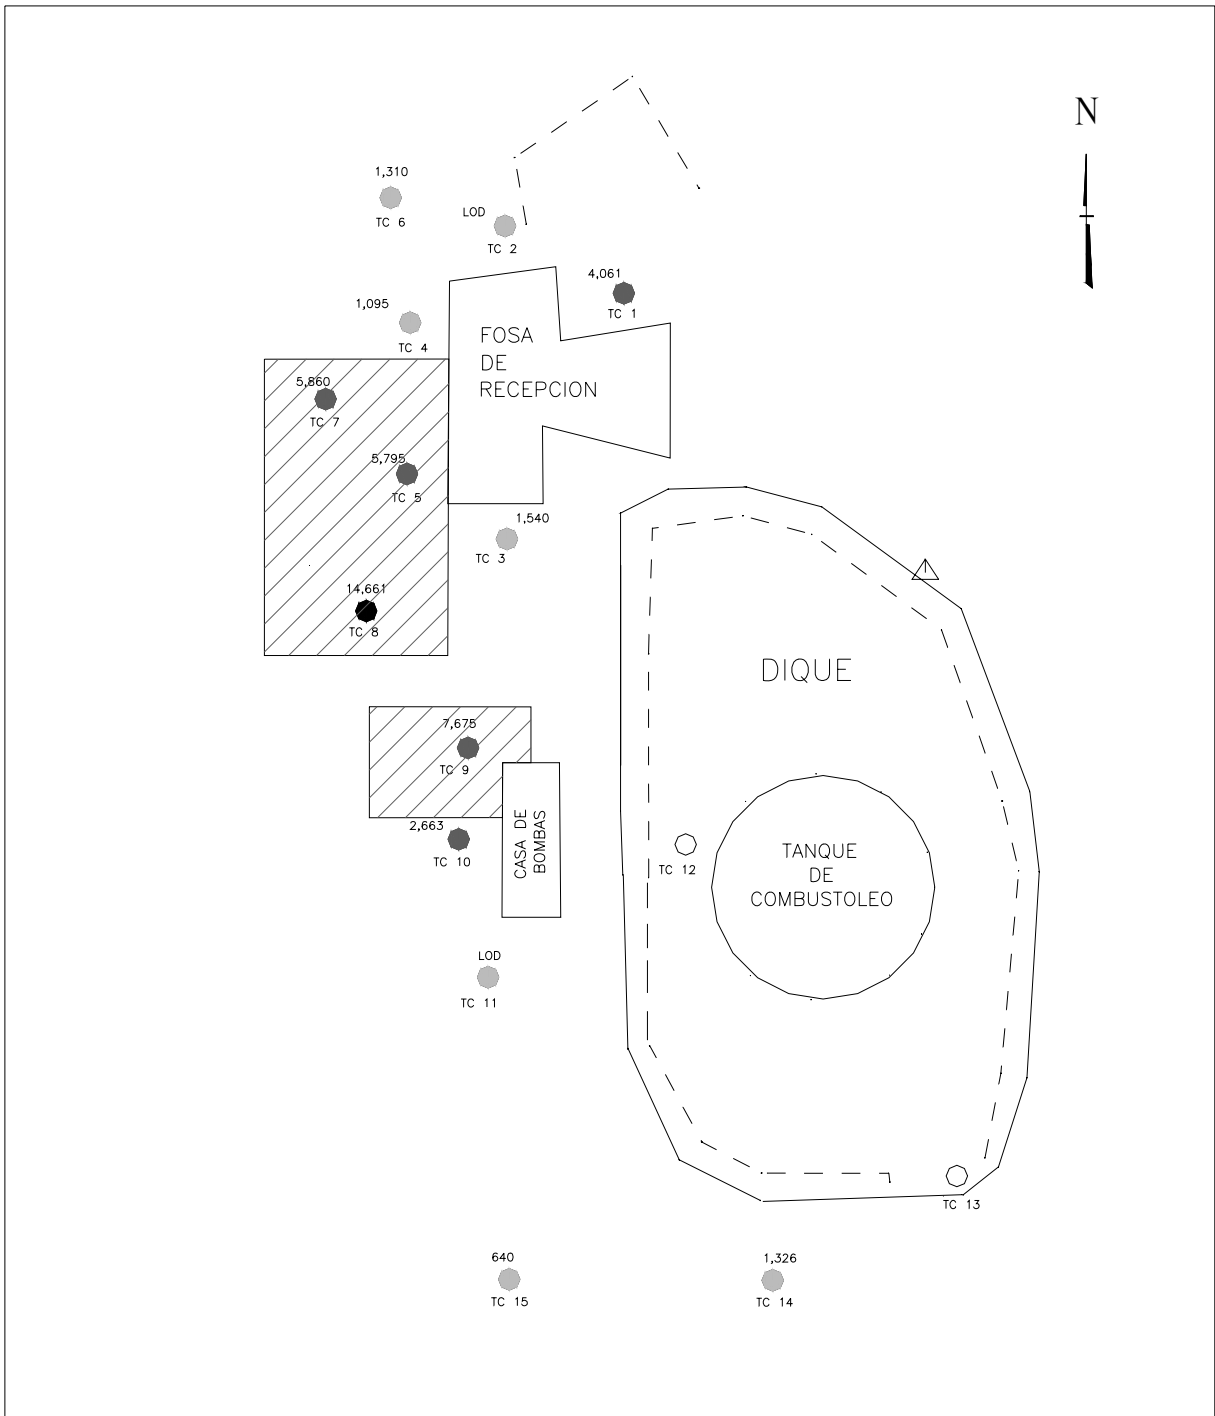 N
1,310
TC 6
LOD
TC 2
4,061
TC 1
1,095
TC 4
FOSA
DE
RECEPCION
5,860
TC 7
5,795
TC 5
1,540
TC 3
14,661
TC 8
DIQUE
7,675
TC 9
2,663
TC 10
CASA DE
BOMBAS
TC 12
TANQUE
DE
COMBUSTOLEO
LOD
TC 11
TC 13
640
TC 15
1,326
TC 14